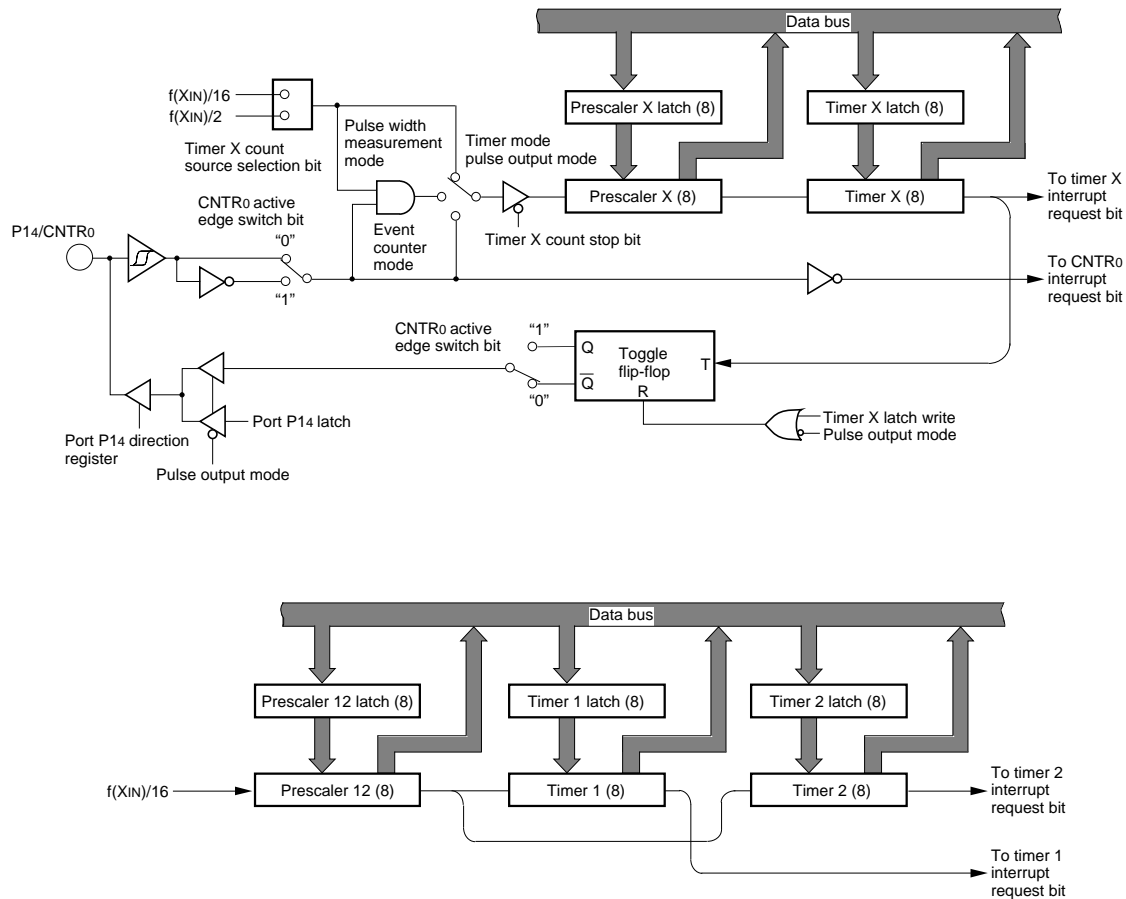 Data bus
f(XIN)/16
f(XIN)/2
Timer X count
source selection bit
Pulse width
measurement
mode
Timer mode
pulse output mode
Prescaler X latch (8)
Timer X latch (8)
Prescaler X (8)
Timer X (8)
To timer X
interrupt
request bit
CNTR0 active
edge switch bit
Event
counter
mode
Timer X count stop bit
P14/CNTR0
“0”
“1”
To CNTR0
interrupt
request bit
CNTR0 active
edge switch bit
“1”
“0”
Q
Q̅
Toggle
flip-flop
T
R
Timer X latch write
Pulse output mode
Port P14 latch
Port P14 direction
register
Pulse output mode
Data bus
Prescaler 12 latch (8)
Timer 1 latch (8)
Timer 2 latch (8)
f(XIN)/16
Prescaler 12 (8)
Timer 1 (8)
Timer 2 (8)
To timer 2
interrupt
request bit
To timer 1
interrupt
request bit